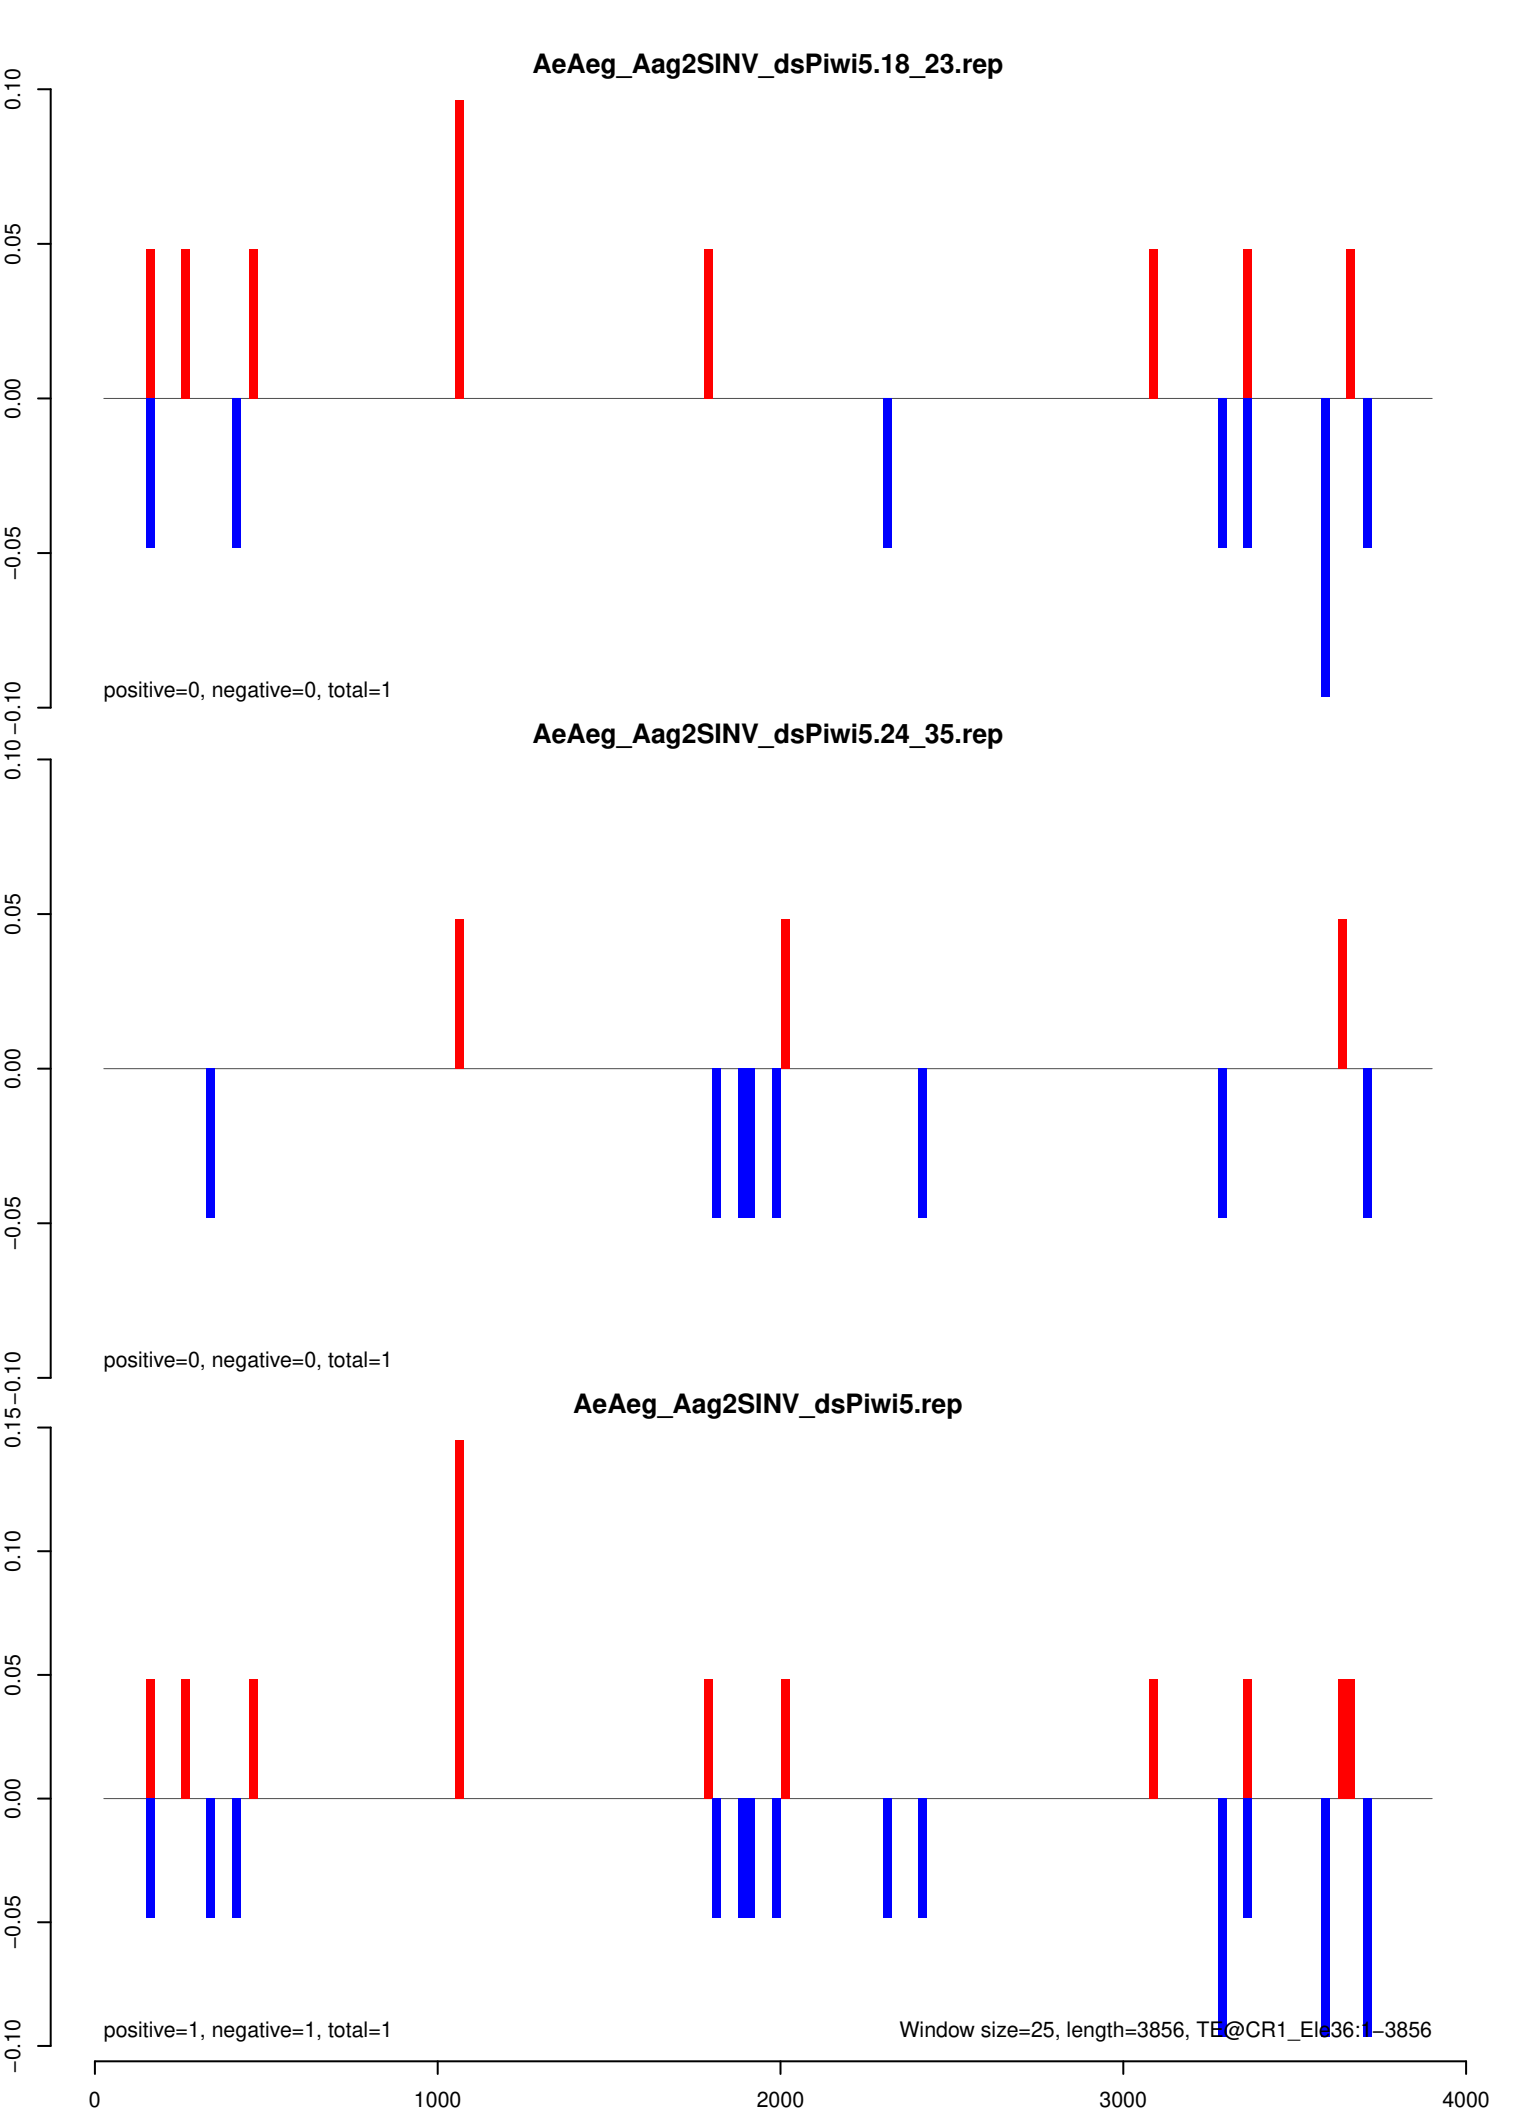 AeAeg_Aag2SINV_dsPiwi5.18_23.rep
0.10
0.05
0.00
−0.05
−0.10
positive=0, negative=0, total=1
AeAeg_Aag2SINV_dsPiwi5.24_35.rep
0.10
0.05
0.00
−0.05
−0.10
positive=0, negative=0, total=1
AeAeg_Aag2SINV_dsPiwi5.rep
0.15
0.10
0.05
0.00
−0.05
−0.10
positive=1, negative=1, total=1
Window size=25, length=3856, TE@CR1_Ele36:1−3856
0 1000 2000 3000 4000